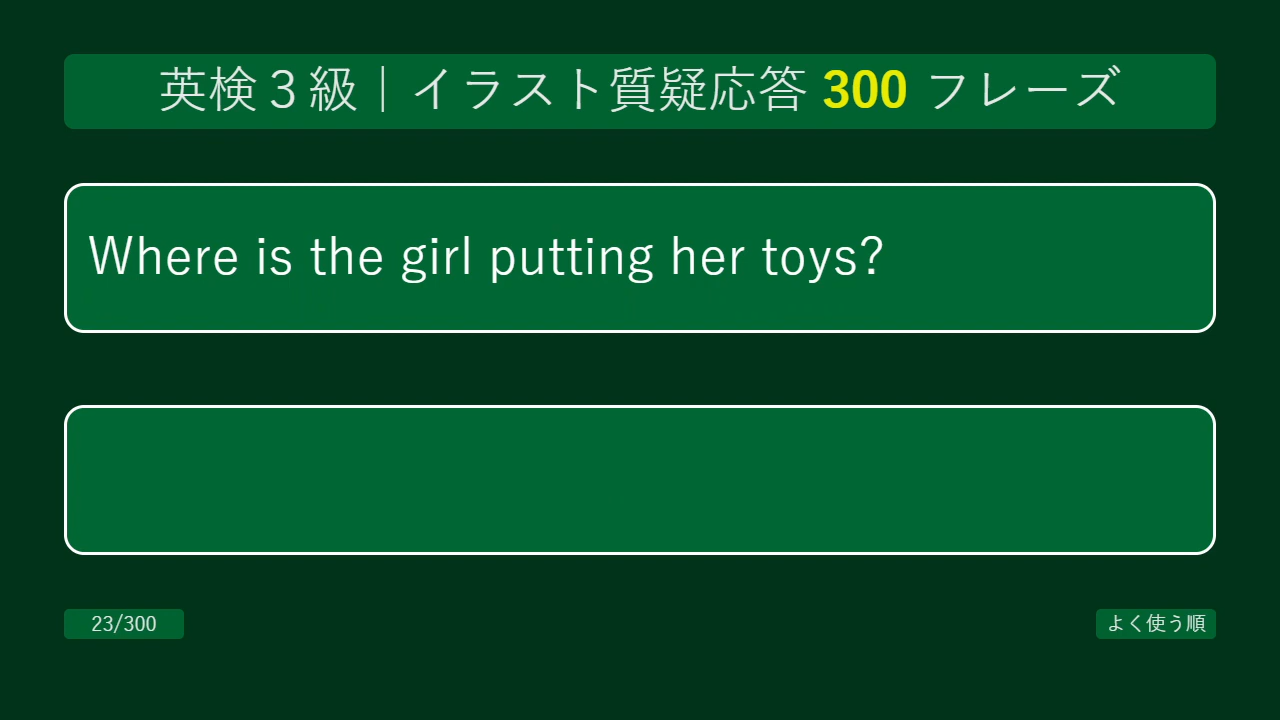 英検３級｜イラスト質疑応答 300 フレーズ
Where is the girl putting her toys?
23/300
よく使う順